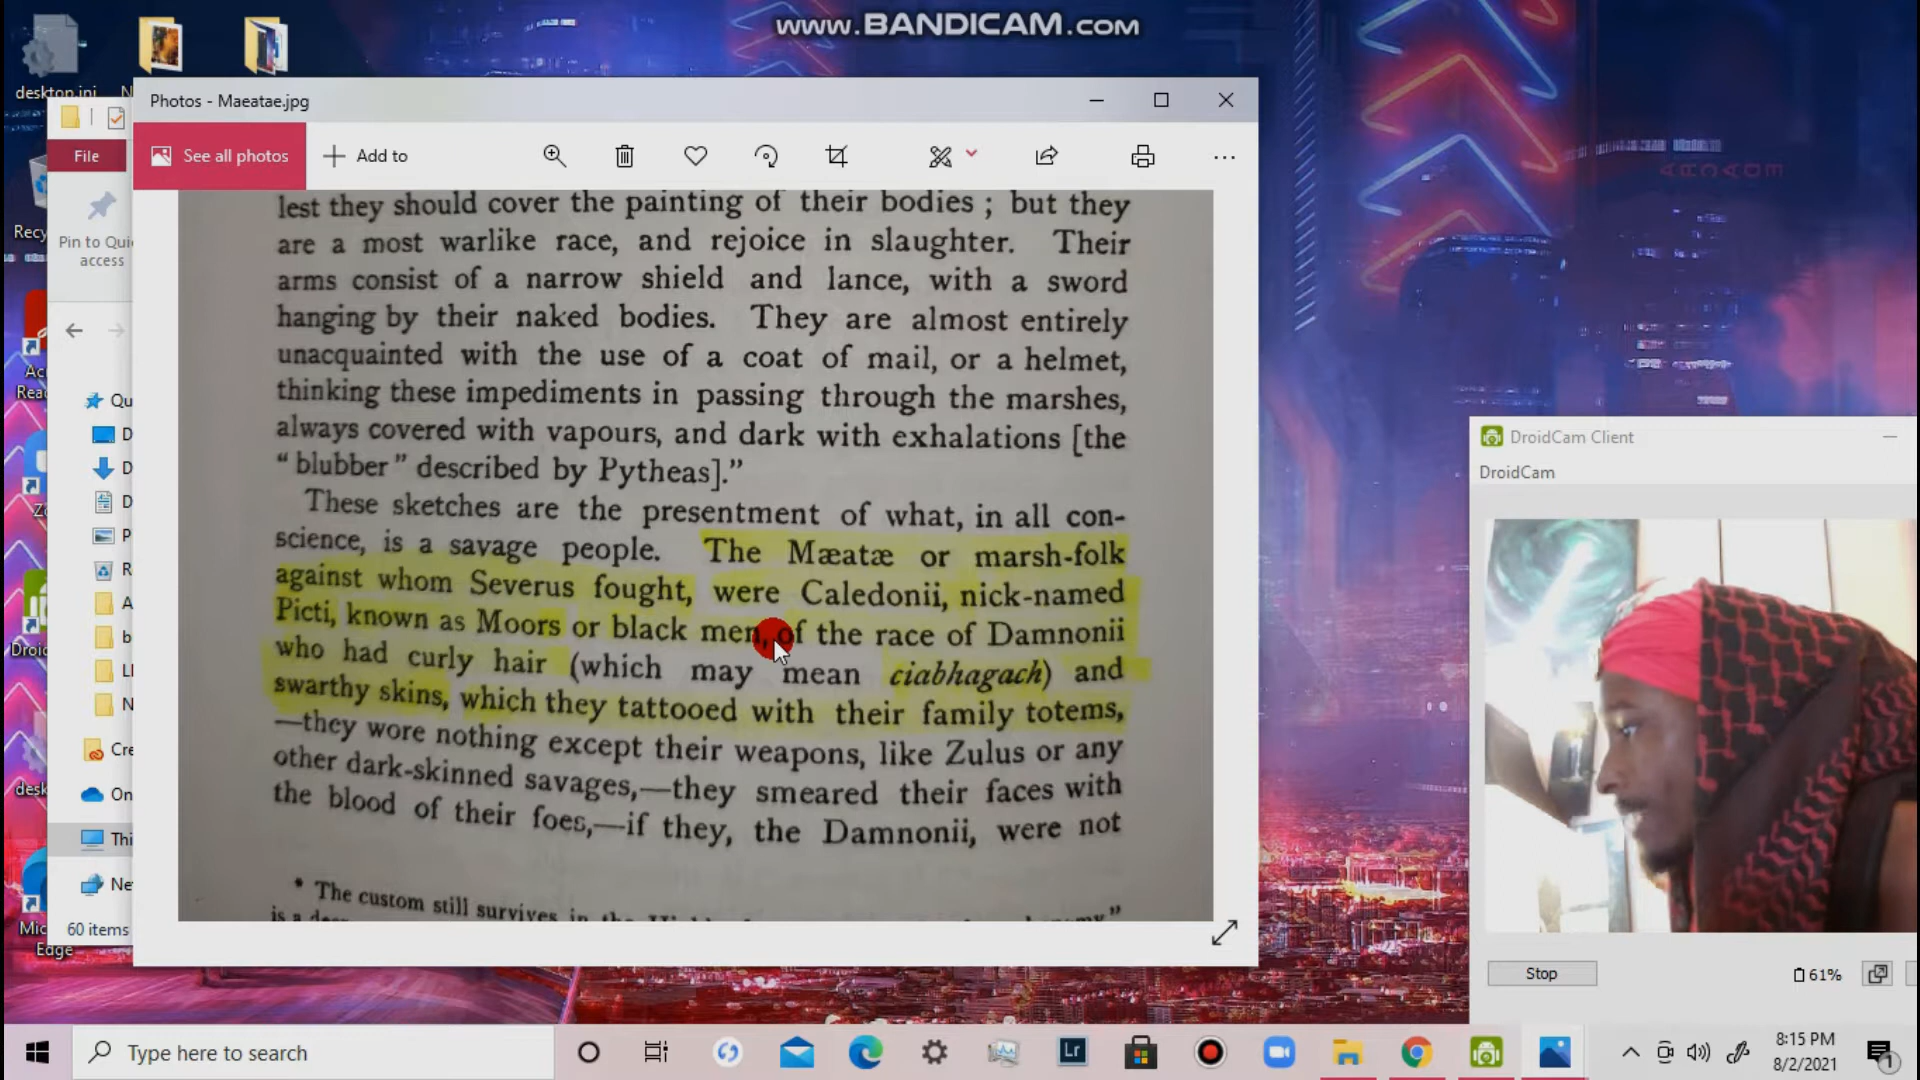 www.BANDICAM.com
desktop.ini
Photos - Maeatae.jpg
File
See all photos
Add to
Pin to Quic
access
60 items
lest they should cover the painting of their bodies ; but they
are a most warlike race, and rejoice in slaughter. Their
arms consist of a narrow shield and lance, with a sword
hanging by their naked bodies. They are almost entirely
unacquainted with the use of a coat of mail, or a helmet,
thinking these impediments in passing through the marshes,
always covered with vapours, and dark with exhalations [the
“ blubber ” described by Pytheas].”
These sketches are the presentment of what, in all con-
science, is a savage people. The Mæatæ or marsh-folk
against whom Severus fought, were Caledonii, nick-named
Picti, known as Moors or black men, of the race of Damnonii
who had curly hair (which may mean ciabhagach) and
swarthy skins, which they tattooed with their family totems,
—they wore nothing except their weapons, like Zulus or any
other dark-skinned savages,—they smeared their faces with
the blood of their foes,—if they, the Damnonii, were not
* The custom still survives in the
DroidCam Client
DroidCam
Stop
61%
Edge
Type here to search
Lr
8:15 PM
8/2/2021
1